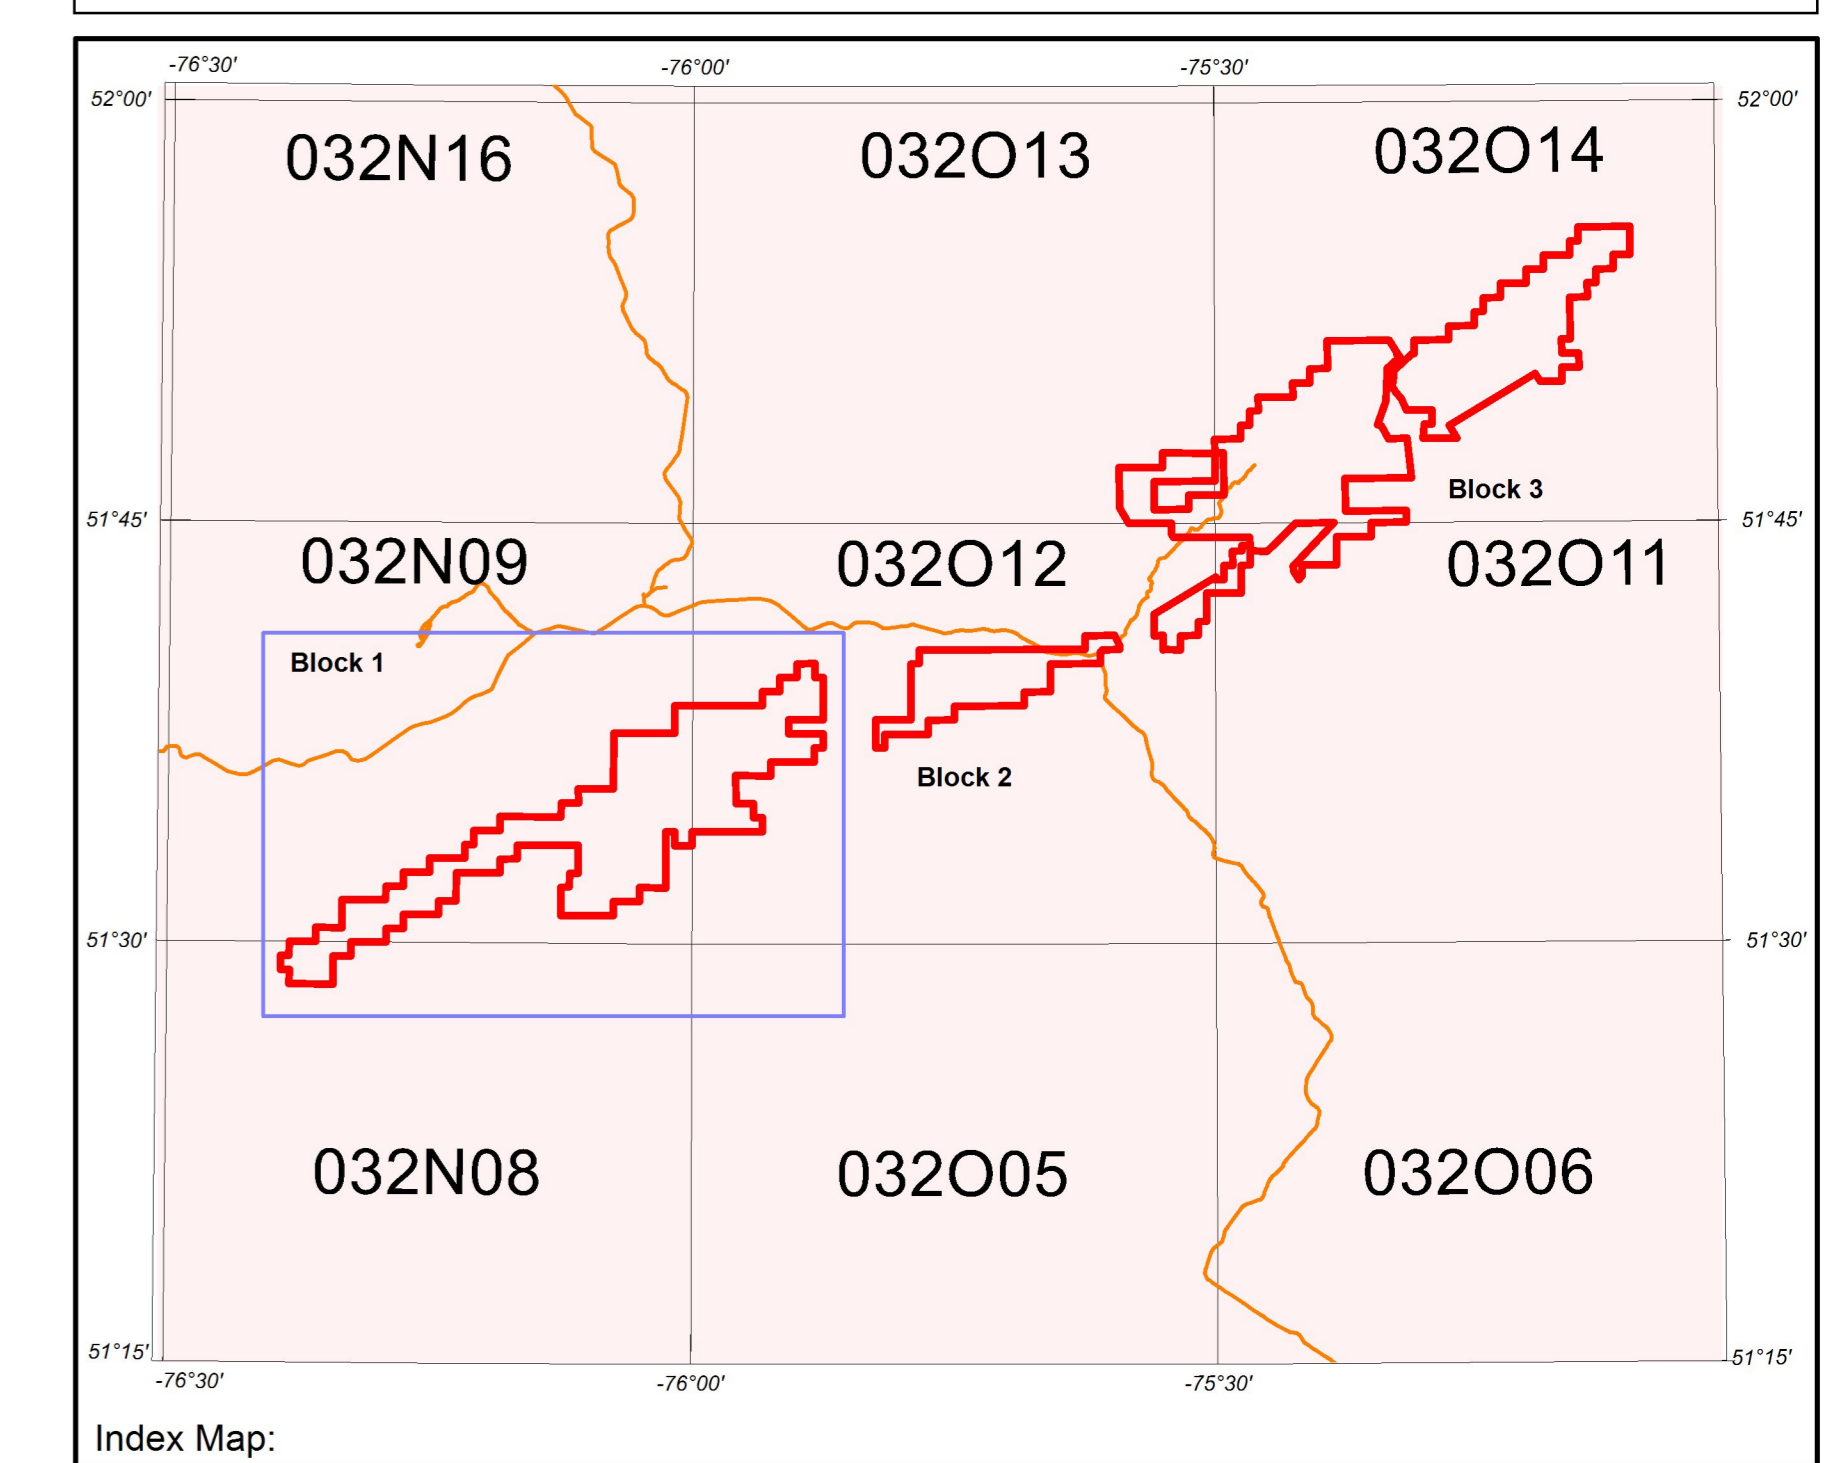 -76°30' -76°00' -75°30'
52°00' 52°00'
032N16 032O13 032O14
Block 3
51°45' 51°45'
032N09 032O12 032O11
Block 1
Block 2
51°30' 51°30'
032N08 032O05 032O06
51°15' 51°15'
-76°30' -76°00' -75°30'
Index Map: